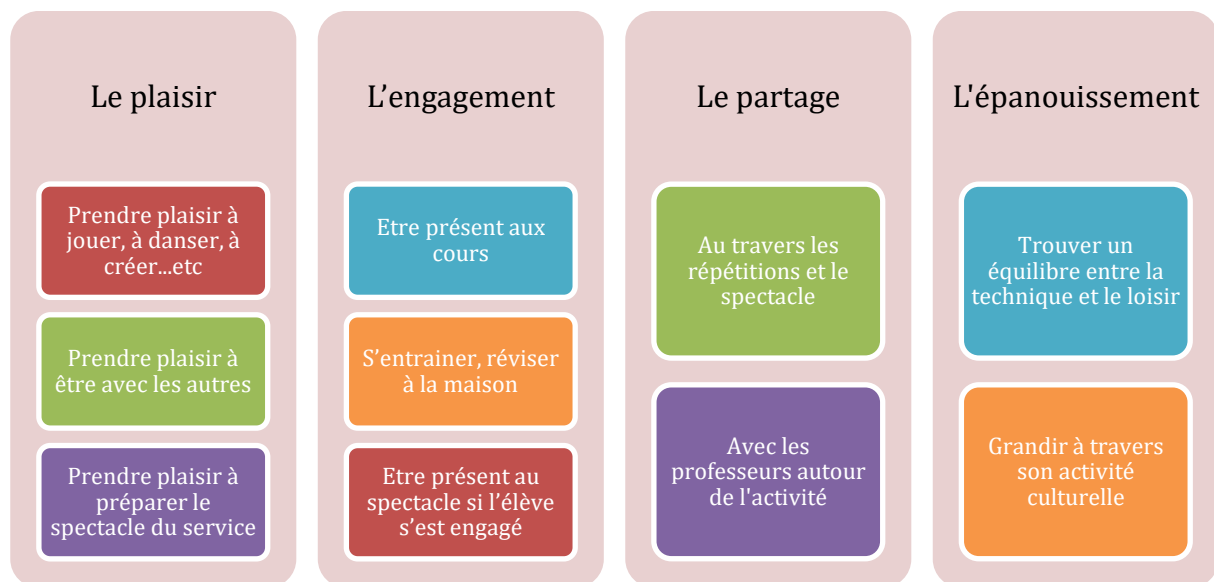 Le plaisir
Prendre plaisir à
jouer, à danser, à
créer...etc
Prendre plaisir à
être avec les autres
Prendre plaisir à
préparer le
spectacle du service
L’engagement
Etre présent aux
cours
S’entrainer, réviser
à la maison
Etre présent au
spectacle si l’élève
s’est engagé
Le partage
Au travers les
répétitions et le
spectacle
Avec les
professeurs autour
de l'activité
L'épanouissement
Trouver un
équilibre entre la
technique et le loisir
Grandir à travers
son activité
culturelle